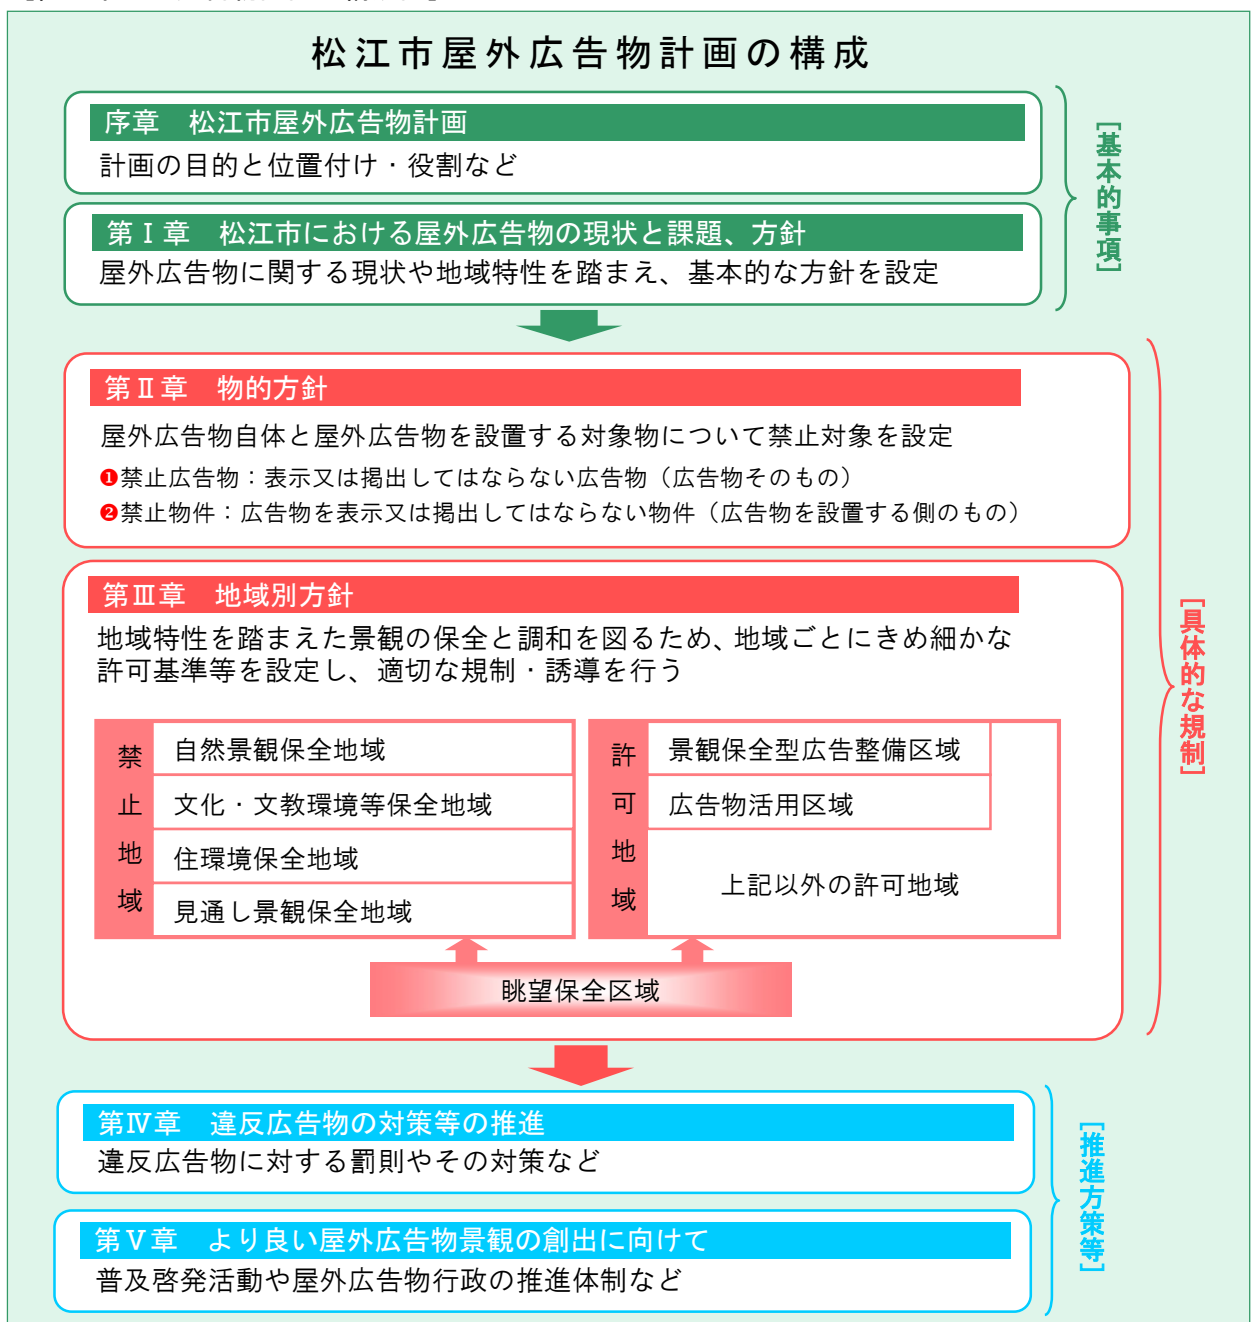 松江市屋外広告物計画の構成
序章　松江市屋外広告物計画
計画の目的と位置付け・役割など
第Ⅰ章　松江市における屋外広告物の現状と課題、方針
屋外広告物に関する現状や地域特性を踏まえ、基本的な方針を設定
［基本的事項］
第Ⅱ章　物的方針
屋外広告物自体と屋外広告物を設置する対象物について禁止対象を設定
❶禁止広告物：表示又は掲出してはならない広告物（広告物そのもの）
❷禁止物件：広告物を表示又は掲出してはならない物件（広告物を設置する側のもの）
第Ⅲ章　地域別方針
地域特性を踏まえた景観の保全と調和を図るため、地域ごとにきめ細かな
許可基準等を設定し、適切な規制・誘導を行う
禁止地域
自然景観保全地域
文化・文教環境等保全地域
住環境保全地域
見通し景観保全地域
許可地域
景観保全型広告整備区域
広告物活用区域
上記以外の許可地域
眺望保全区域
［具体的な規制］
第Ⅳ章　違反広告物の対策等の推進
違反広告物に対する罰則やその対策など
第Ⅴ章　より良い屋外広告物景観の創出に向けて
普及啓発活動や屋外広告物行政の推進体制など
［推進方策等］